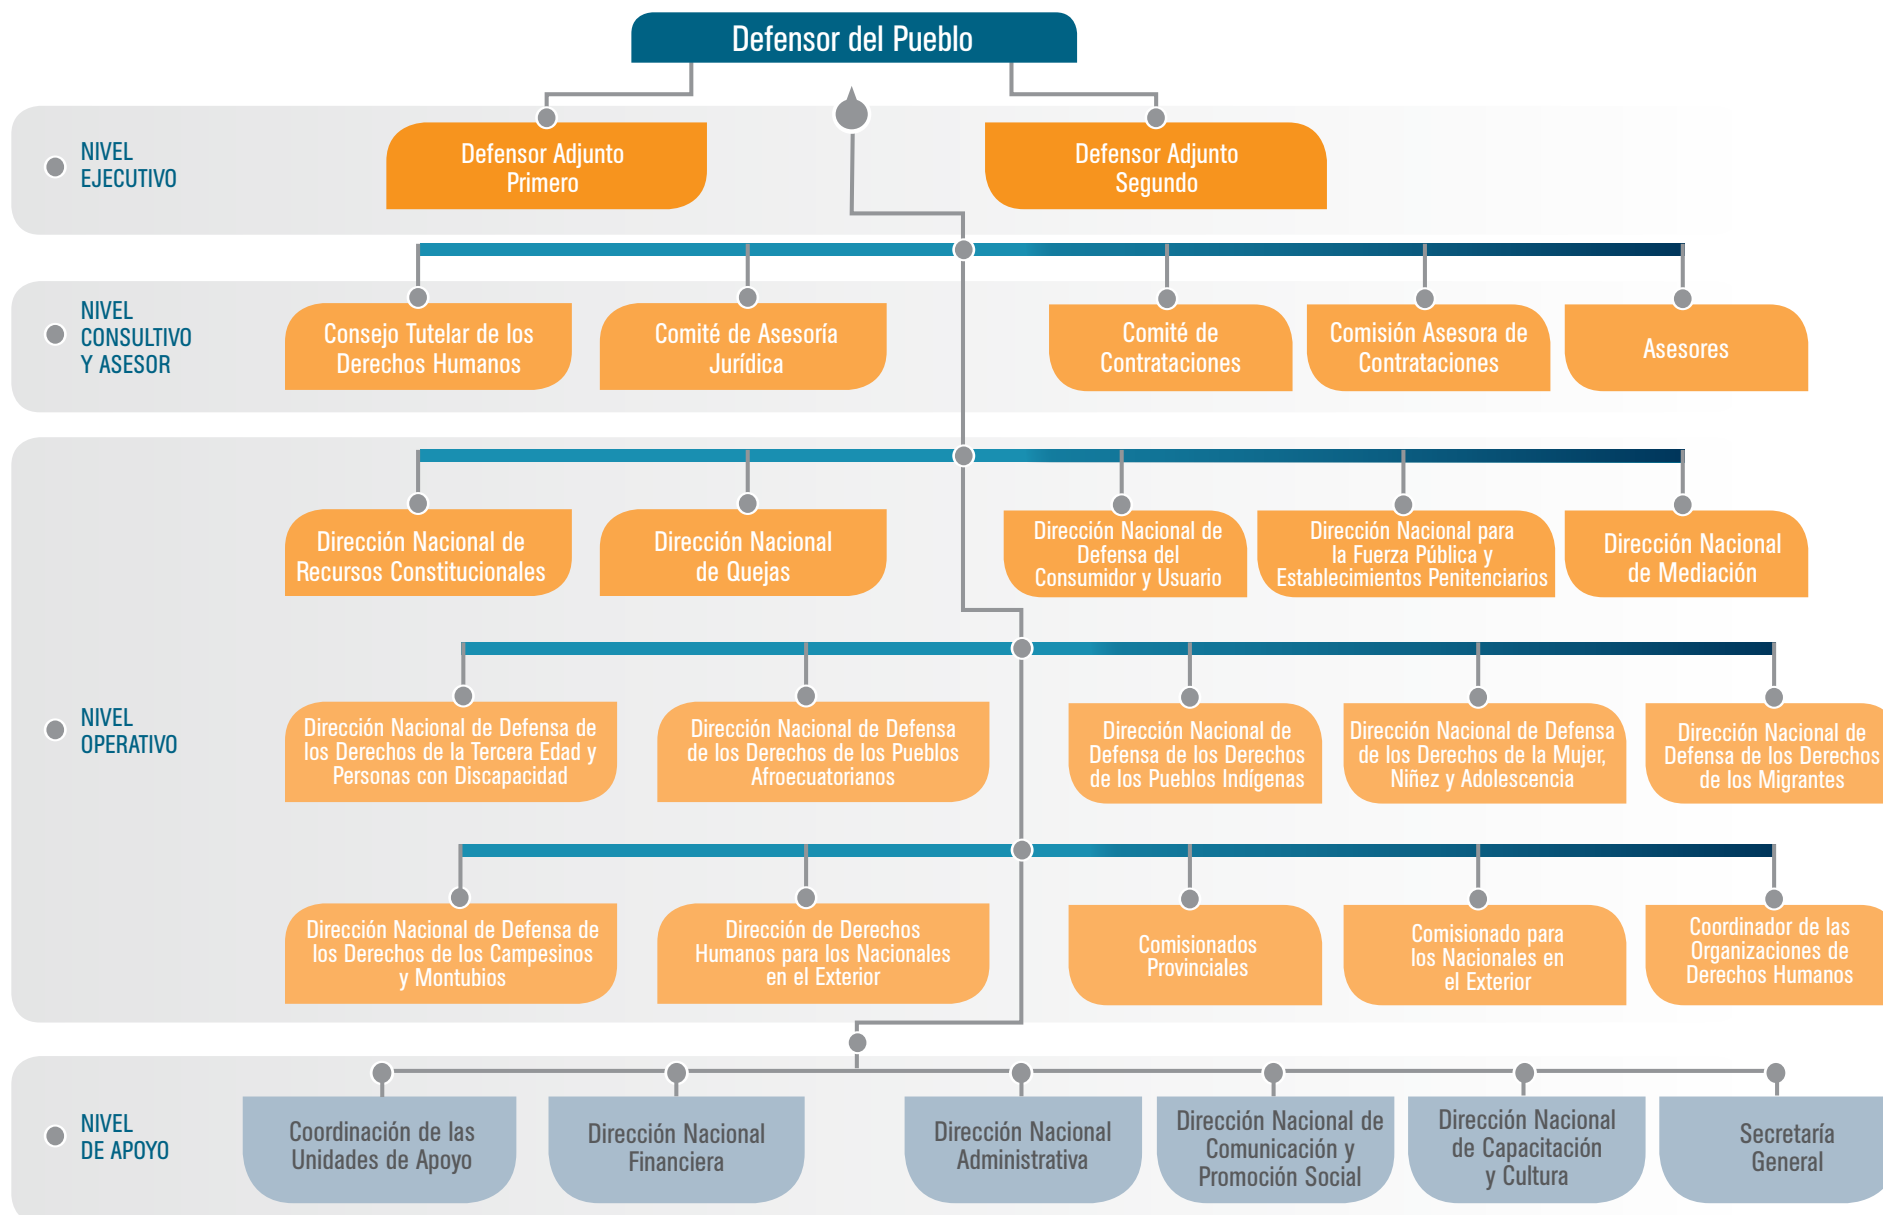 Defensor del Pueblo
NIVEL
EJECUTIVO
Defensor Adjunto
Primero
Defensor Adjunto
Segundo
NIVEL
CONSULTIVO
Y ASESOR
Consejo Tutelar de los
Derechos Humanos
Comité de Asesoría
Jurídica
Comité de
Contrataciones
Comisión Asesora de
Contrataciones
Asesores
NIVEL
OPERATIVO
Dirección Nacional de
Recursos Constitucionales
Dirección Nacional
de Quejas
Dirección Nacional de
Defensa del
Consumidor y Usuario
Dirección Nacional para
la Fuerza Pública y
Establecimientos Penitenciarios
Dirección Nacional
de Mediación
Dirección Nacional de Defensa de
los Derechos de la Tercera Edad y
Personas con Discapacidad
Dirección Nacional de Defensa
de los Derechos de los Pueblos
Afroecuatorianos
Dirección Nacional de
Defensa de los Derechos
de los Pueblos Indígenas
Dirección Nacional de Defensa
de los Derechos de la Mujer,
Niñez y Adolescencia
Dirección Nacional de
Defensa de los Derechos
de los Migrantes
Dirección Nacional de Defensa de
los Derechos de los Campesinos
y Montubios
Dirección de Derechos
Humanos para los Nacionales
en el Exterior
Comisionados
Provinciales
Comisionado para
los Nacionales en
el Exterior
Coordinador de las
Organizaciones de
Derechos Humanos
NIVEL
DE APOYO
Coordinación de las
Unidades de Apoyo
Dirección Nacional
Financiera
Dirección Nacional
Administrativa
Dirección Nacional de
Comunicación y
Promoción Social
Dirección Nacional
de Capacitación
y Cultura
Secretaría
General